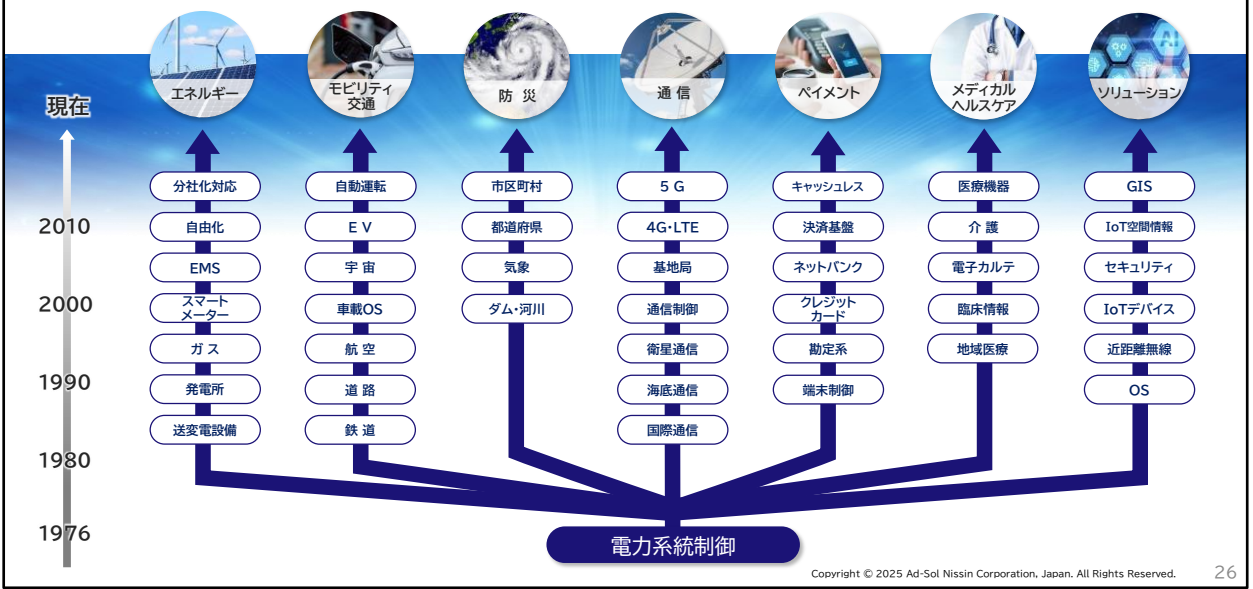 エネルギー
モビリティ
交通
防 災
通 信
ペイメント
メディカル
ヘルスケア
ソリューション
AI
現在
分社化対応
自動運転
市区町村
5 G
キャッシュレス
医療機器
GIS
2010
自由化
E V
都道府県
4G・LTE
決済基盤
介 護
IoT空間情報
EMS
宇 宙
気象
基地局
ネットバンク
電子カルテ
セキュリティ
2000
スマート
メーター
車載OS
ダム・河川
通信制御
クレジット
カード
臨床情報
IoTデバイス
ガ ス
航 空
衛星通信
勘定系
地域医療
近距離無線
1990
発電所
道 路
海底通信
端末制御
OS
送変電設備
鉄 道
国際通信
1980
1976
電力系統制御
Copyright © 2025 Ad-Sol Nissin Corporation, Japan. All Rights Reserved.
26